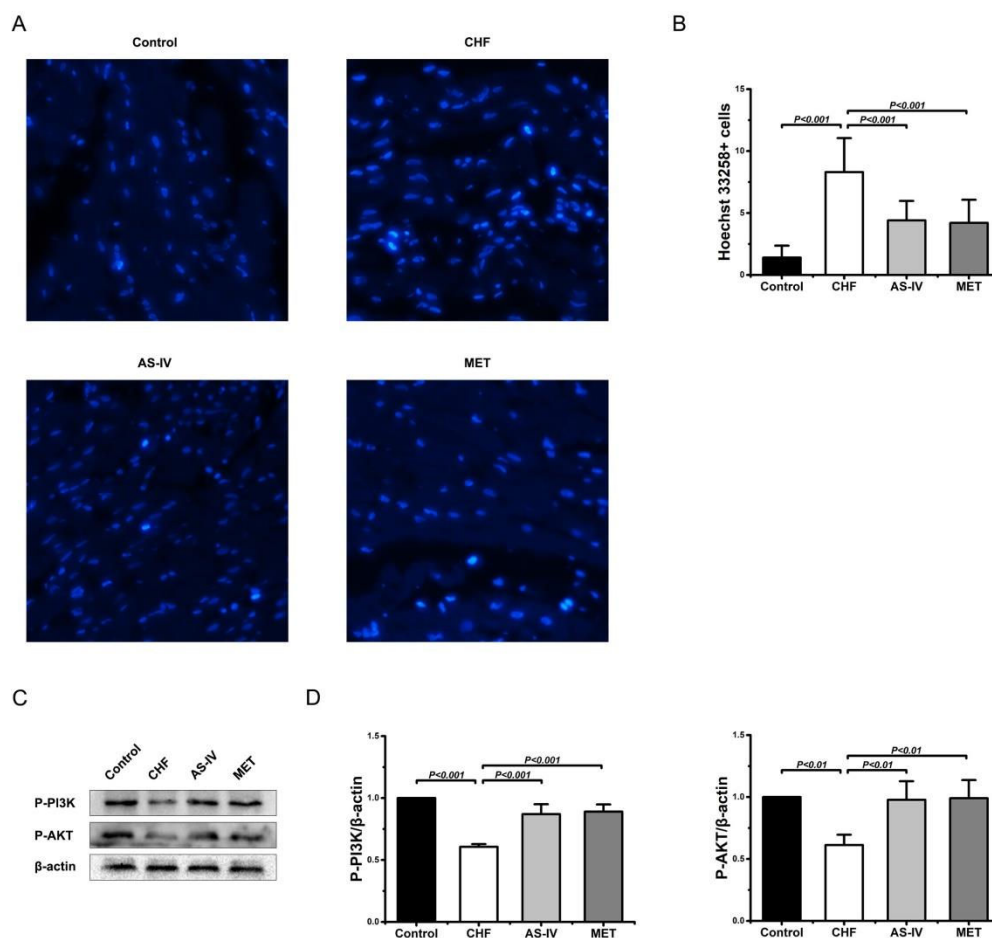 A
Control
CHF
AS-IV
MET
B
Hoechst 33258+ cells
15
10
5
0
P<0.001
P<0.001
P<0.001
Control CHF AS-IV MET
C
Control CHF AS-IV MET
P-PI3K
P-AKT
β-actin
D
P-PI3K/β-actin
1.5
1.0
0.5
0.0
P<0.001
P<0.001
P<0.001
Control CHF AS-IV MET
P-AKT/β-actin
1.5
1.0
0.5
0.0
P<0.01
P<0.01
P<0.01
Control CHF AS-IV MET